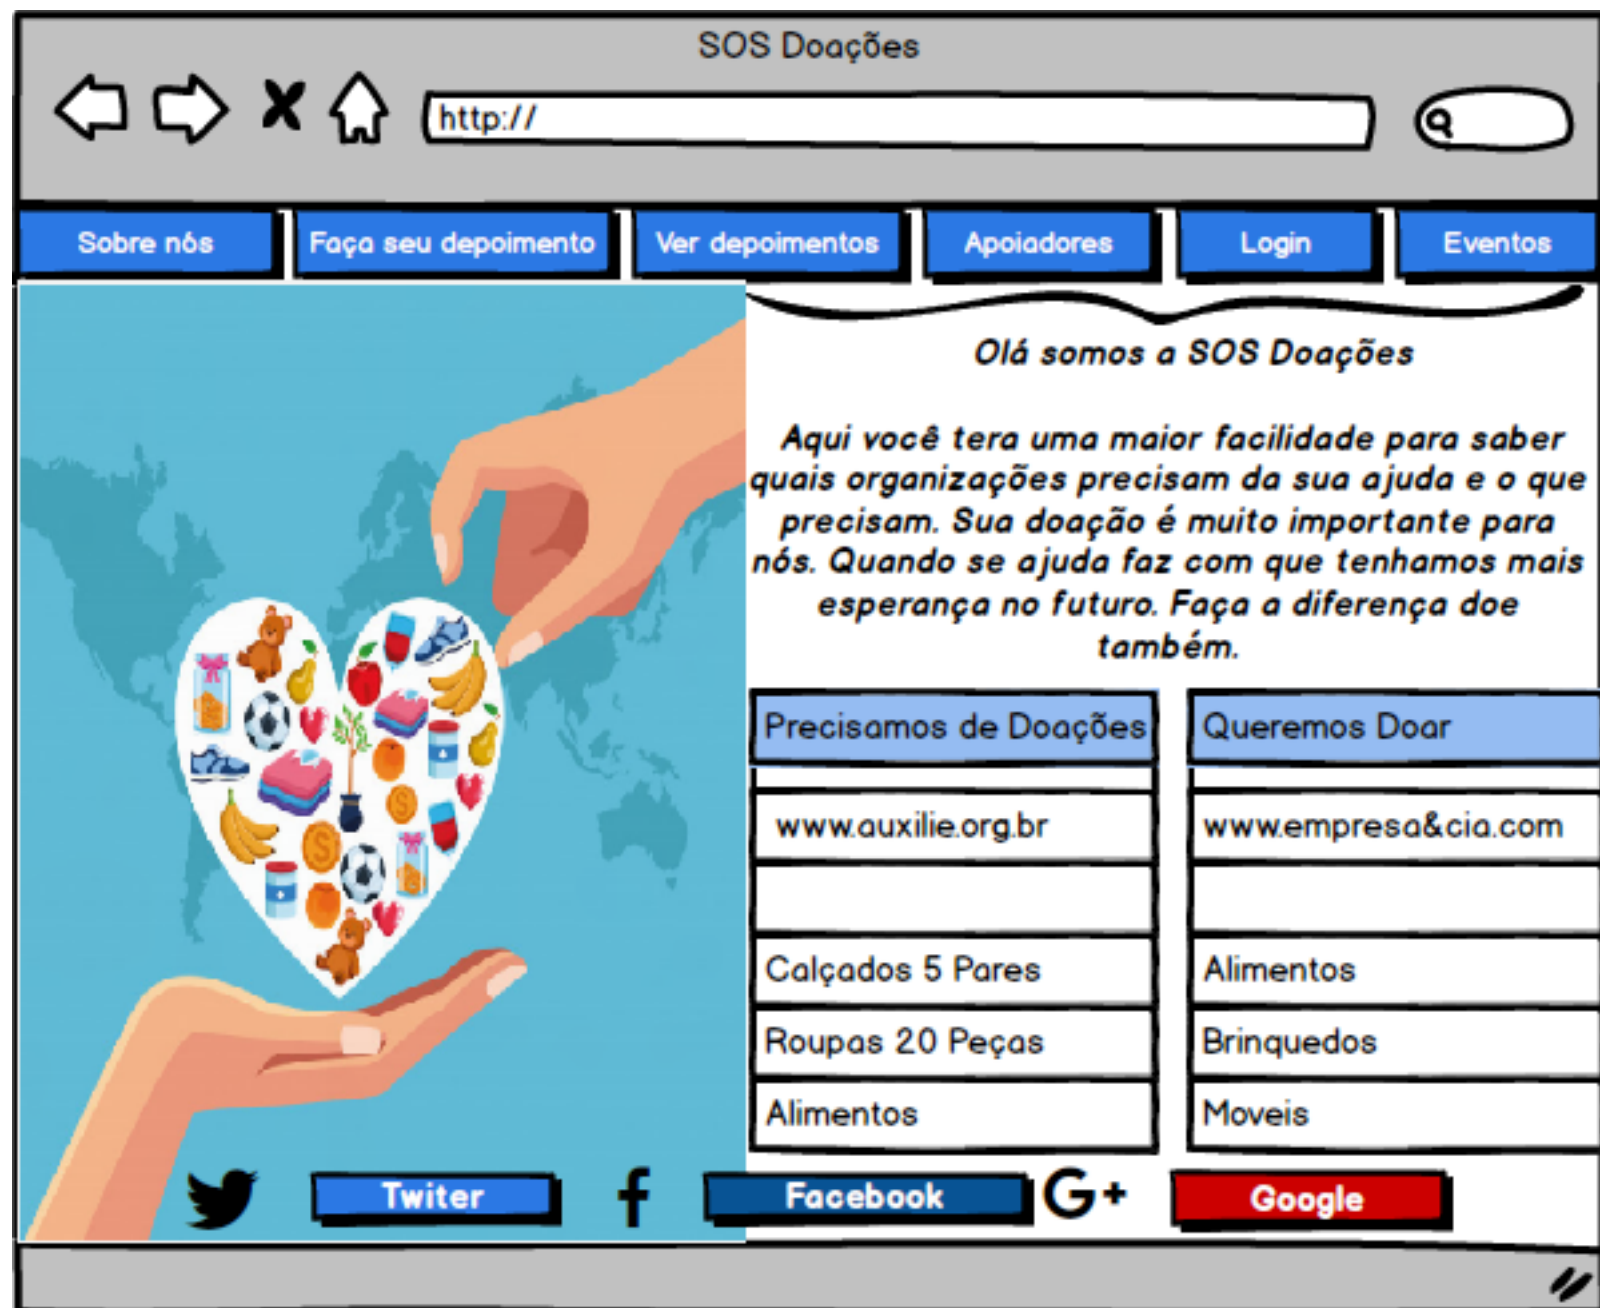 SOS Doações
http://
Sobre nós
Faça seu depoimento
Ver depoimentos
Apoiadores
Login
Eventos
Olá somos a SOS Doações
Aqui você tera uma maior facilidade para saber
quais organizações precisam da sua ajuda e o que
precisam. Sua doação é muito importante para
nós. Quando se ajuda faz com que tenhamos mais
esperança no futuro. Faça a diferença doe
também.
Precisamos de Doações
www.auxilie.org.br
Calçados 5 Pares
Roupas 20 Peças
Alimentos
Queremos Doar
www.empresa&cia.com
Alimentos
Brinquedos
Moveis
Twiter
f
Facebook
G+
Google